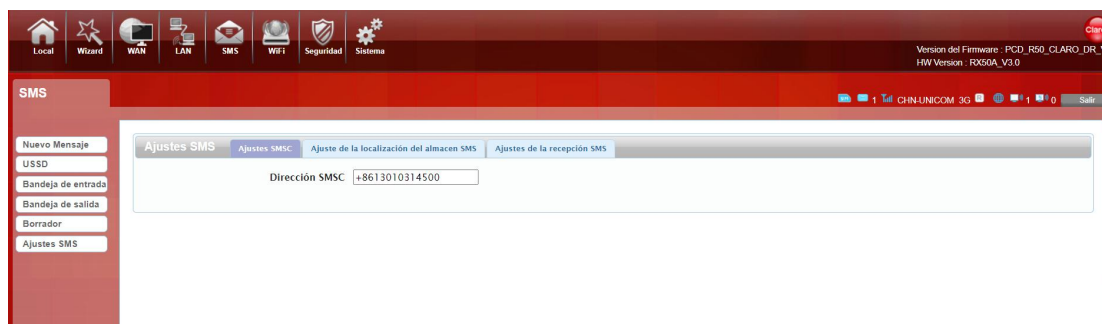 Local Wizard WAN LAN SMS WiFi Seguridad Sistema
Version del Firmware : PCD_R50_CLARO_DR_
HW Version : RX50A_V3.0
SMS
1 CHN-UNICOM 3G 1 0 Salir
Nuevo Mensaje
USSD
Bandeja de entrada
Bandeja de salida
Borrador
Ajustes SMS
Ajustes SMS Ajustes SMSC Ajuste de la localización del almacen SMS Ajustes de la recepción SMS
Dirección SMSC +8613010314500